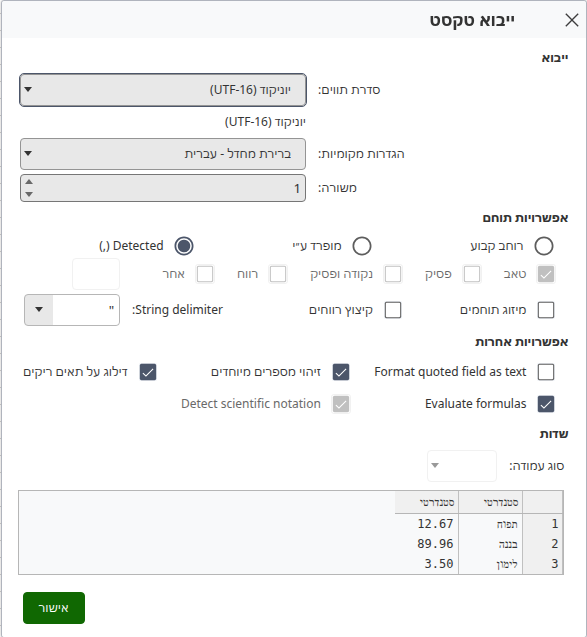 ייבוא טקסט
ייבוא
סדרת תווים: יוניקוד (UTF-16)
יוניקוד (UTF-16)
הגדרות מקומיות: ברירת מחדל - עברית
משורה: 1
אפשרויות תוחם
רוחב קבוע מופרד ע״י Detected (,)
טאב פסיק נקודה ופסיק רווח אחר
מיזוג תוחמים קיצוץ רווחים String delimiter: "
אפשרויות אחרות
Format quoted field as text זיהוי מספרים מיוחדים דילוג על תאים ריקים
Evaluate formulas Detect scientific notation
שדות
סוג עמודה:
סטנדרטי סטנדרטי
1 תפוח 12.67
2 בננה 89.96
3 לימון 3.50
אישור